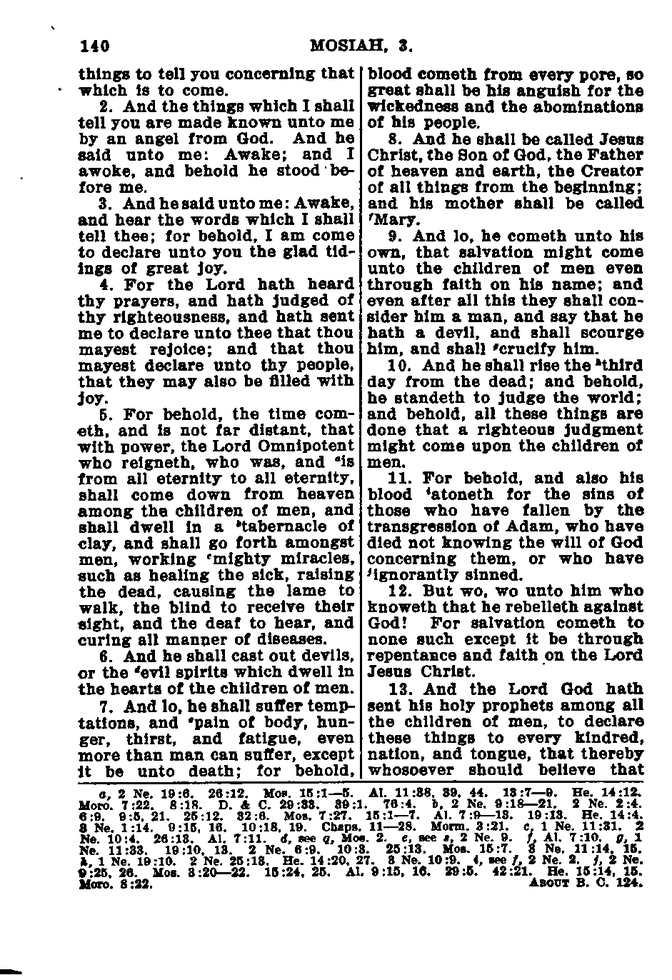 140
MOSIAH, 3.
things to tell you concerning that
which is to come.
2. And the things which I shall
tell you are made known unto me
by an angel from God. And he
said unto me: Awake; and I
awoke, and behold he stood be-
fore me.
3. And he said unto me: Awake,
and hear the words which I shall
tell thee; for behold, I am come
to declare unto you the glad tid-
ings of great joy.
4. For the Lord hath heard
thy prayers, and hath judged of
thy righteousness, and hath sent
me to declare unto thee that thou
mayest rejoice; and that thou
mayest declare unto thy people,
that they may also be filled with
joy.
5. For behold, the time com-
eth, and is not far distant, that
with power, the Lord Omnipotent
who reigneth, who was, and ᵃis
from all eternity to all eternity,
shall come down from heaven
among the children of men, and
shall dwell in a ᵇtabernacle of
clay, and shall go forth amongst
men, working ᶜmighty miracles,
such as healing the sick, raising
the dead, causing the lame to
walk, the blind to receive their
sight, and the deaf to hear, and
curing all manner of diseases.
6. And he shall cast out devils,
or the ᵈevil spirits which dwell in
the hearts of the children of men.
7. And lo, he shall suffer temp-
tations, and ᵉpain of body, hun-
ger, thirst, and fatigue, even
more than man can suffer, except
it be unto death; for behold,
blood cometh from every pore, so
great shall be his anguish for the
wickedness and the abominations
of his people.
8. And he shall be called Jesus
Christ, the Son of God, the Father
of heaven and earth, the Creator
of all things from the beginning;
and his mother shall be called
ᶠMary.
9. And lo, he cometh unto his
own, that salvation might come
unto the children of men even
through faith on his name; and
even after all this they shall con-
sider him a man, and say that he
hath a devil, and shall scourge
him, and shall ᵍcrucify him.
10. And he shall rise the ʰthird
day from the dead; and behold,
he standeth to judge the world;
and behold, all these things are
done that a righteous judgment
might come upon the children of
men.
11. For behold, and also his
blood ⁱatoneth for the sins of
those who have fallen by the
transgression of Adam, who have
died not knowing the will of God
concerning them, or who have
ʲignorantly sinned.
12. But wo, wo unto him who
knoweth that he rebelleth against
God! For salvation cometh to
none such except it be through
repentance and faith on the Lord
Jesus Christ.
13. And the Lord God hath
sent his holy prophets among all
the children of men, to declare
these things to every kindred,
nation, and tongue, that thereby
whosoever should believe that
a, 2 Ne. 19:6. 26:12. Mos. 15:1—5. Al. 11:38, 39, 44. 13:7—9. He. 14:12.
Moro. 7:22. 8:18. D. & C. 29:33. 39:1. 76:4. b, 2 Ne. 9:18—21. 2 Ne. 2:4.
6:9. 9:5, 21. 25:12. 32:6. Mos. 7:27. 15:1—7. Al. 7:9—13. 19:13. He. 14:4.
3 Ne. 1:14. 9:15, 16. 10:18, 19. Chaps. 11—28. Morm. 3:21. c, 1 Ne. 11:31. 2
Ne. 10:4. 26:13. Al. 7:11. d, see q, Mos. 2. e, see s, 2 Ne. 9. f, Al. 7:10. g, 1
Ne. 11:33. 19:10, 13. 2 Ne. 6:9. 10:3. 25:13. Mos. 15:7. 3 Ne. 11:14, 15.
h, 1 Ne. 19:10. 2 Ne. 25:13. He. 14:20, 27. 3 Ne. 10:9. i, see f, 2 Ne. 2. j, 2 Ne.
9:25, 26. Mos. 3:20—22. 15:24, 25. Al. 9:15, 16. 29:5. 42:21. He. 15:14, 15.
Moro. 8:22.
ABOUT B. C. 124.